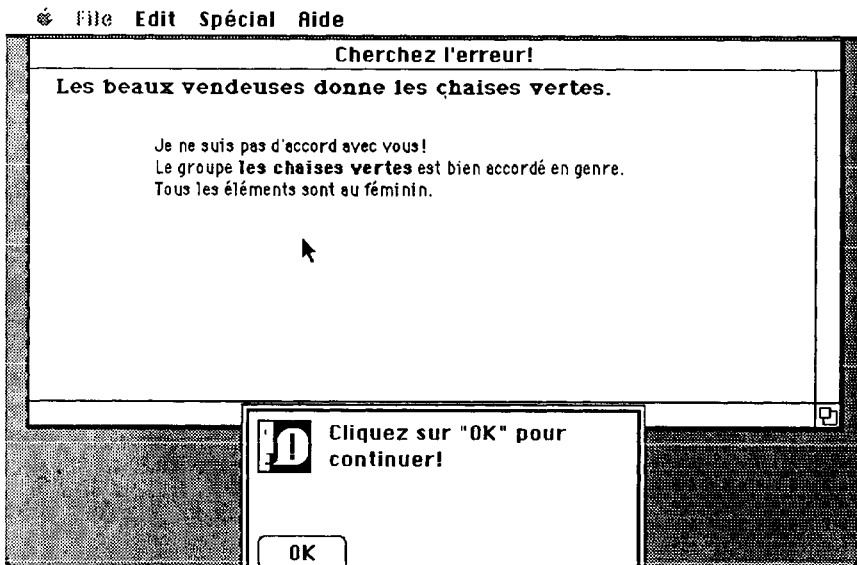 File Edit Spécial Aide
Cherchez l'erreur!
Les beaux vendeuses donne les chaises vertes.
Je ne suis pas d'accord avec vous!
Le groupe les chaises vertes est bien accordé en genre.
Tous les éléments sont au féminin.
Cliquez sur "OK" pour
continuer!
OK